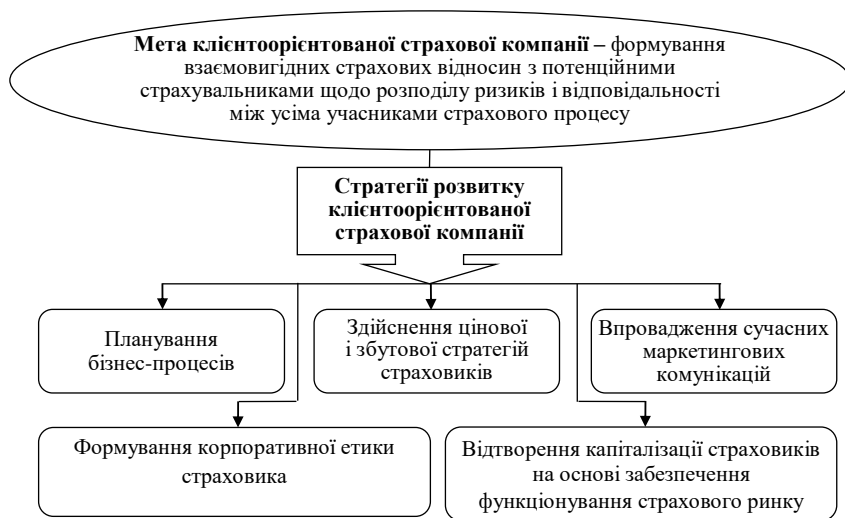 Мета клієнтоорієнтованої страхової компанії – формування
взаємовигідних страхових відносин з потенційними
страхувальниками щодо розподілу ризиків і відповідальності
між усіма учасниками страхового процесу
Стратегії розвитку
клієнтоорієнтованої
страхової компанії
Планування
бізнес-процесів
Здійснення цінової
і збутової стратегій
страховиків
Впровадження сучасних
маркетингових
комунікацій
Формування корпоративної етики
страховика
Відтворення капіталізації страховиків
на основі забезпечення
функціонування страхового ринку